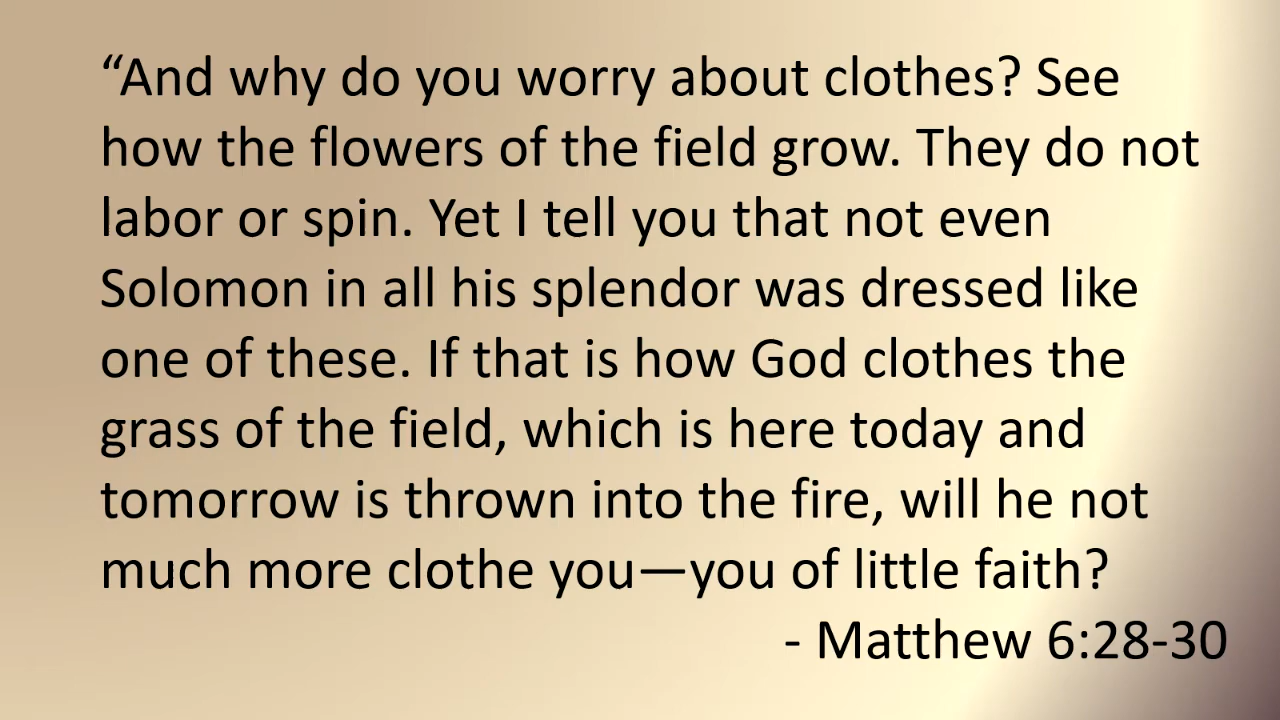 “And why do you worry about clothes? See
how the flowers of the field grow. They do not
labor or spin. Yet I tell you that not even
Solomon in all his splendor was dressed like
one of these. If that is how God clothes the
grass of the field, which is here today and
tomorrow is thrown into the fire, will he not
much more clothe you—you of little faith?
- Matthew 6:28-30